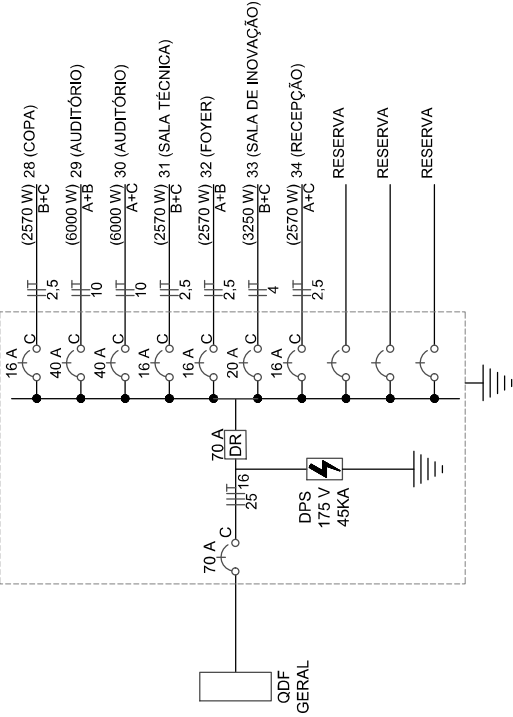 (2570 W) 28 (COPA)
B+C
2,5
16 A
C
(6000 W) 29 (AUDITÓRIO)
A+B
10
40 A
C
(6000 W) 30 (AUDITÓRIO)
A+C
10
40 A
C
(2570 W) 31 (SALA TÉCNICA)
B+C
2,5
16 A
C
(2570 W) 32 (FOYER)
A+B
2,5
16 A
C
(3250 W) 33 (SALA DE INOVAÇÃO)
B+C
4
20 A
C
(2570 W) 34 (RECEPÇÃO)
A+C
2,5
16 A
C
RESERVA
RESERVA
RESERVA
70 A
DR
16
25
70 A
C
DPS
175 V
45KA
QDF
GERAL